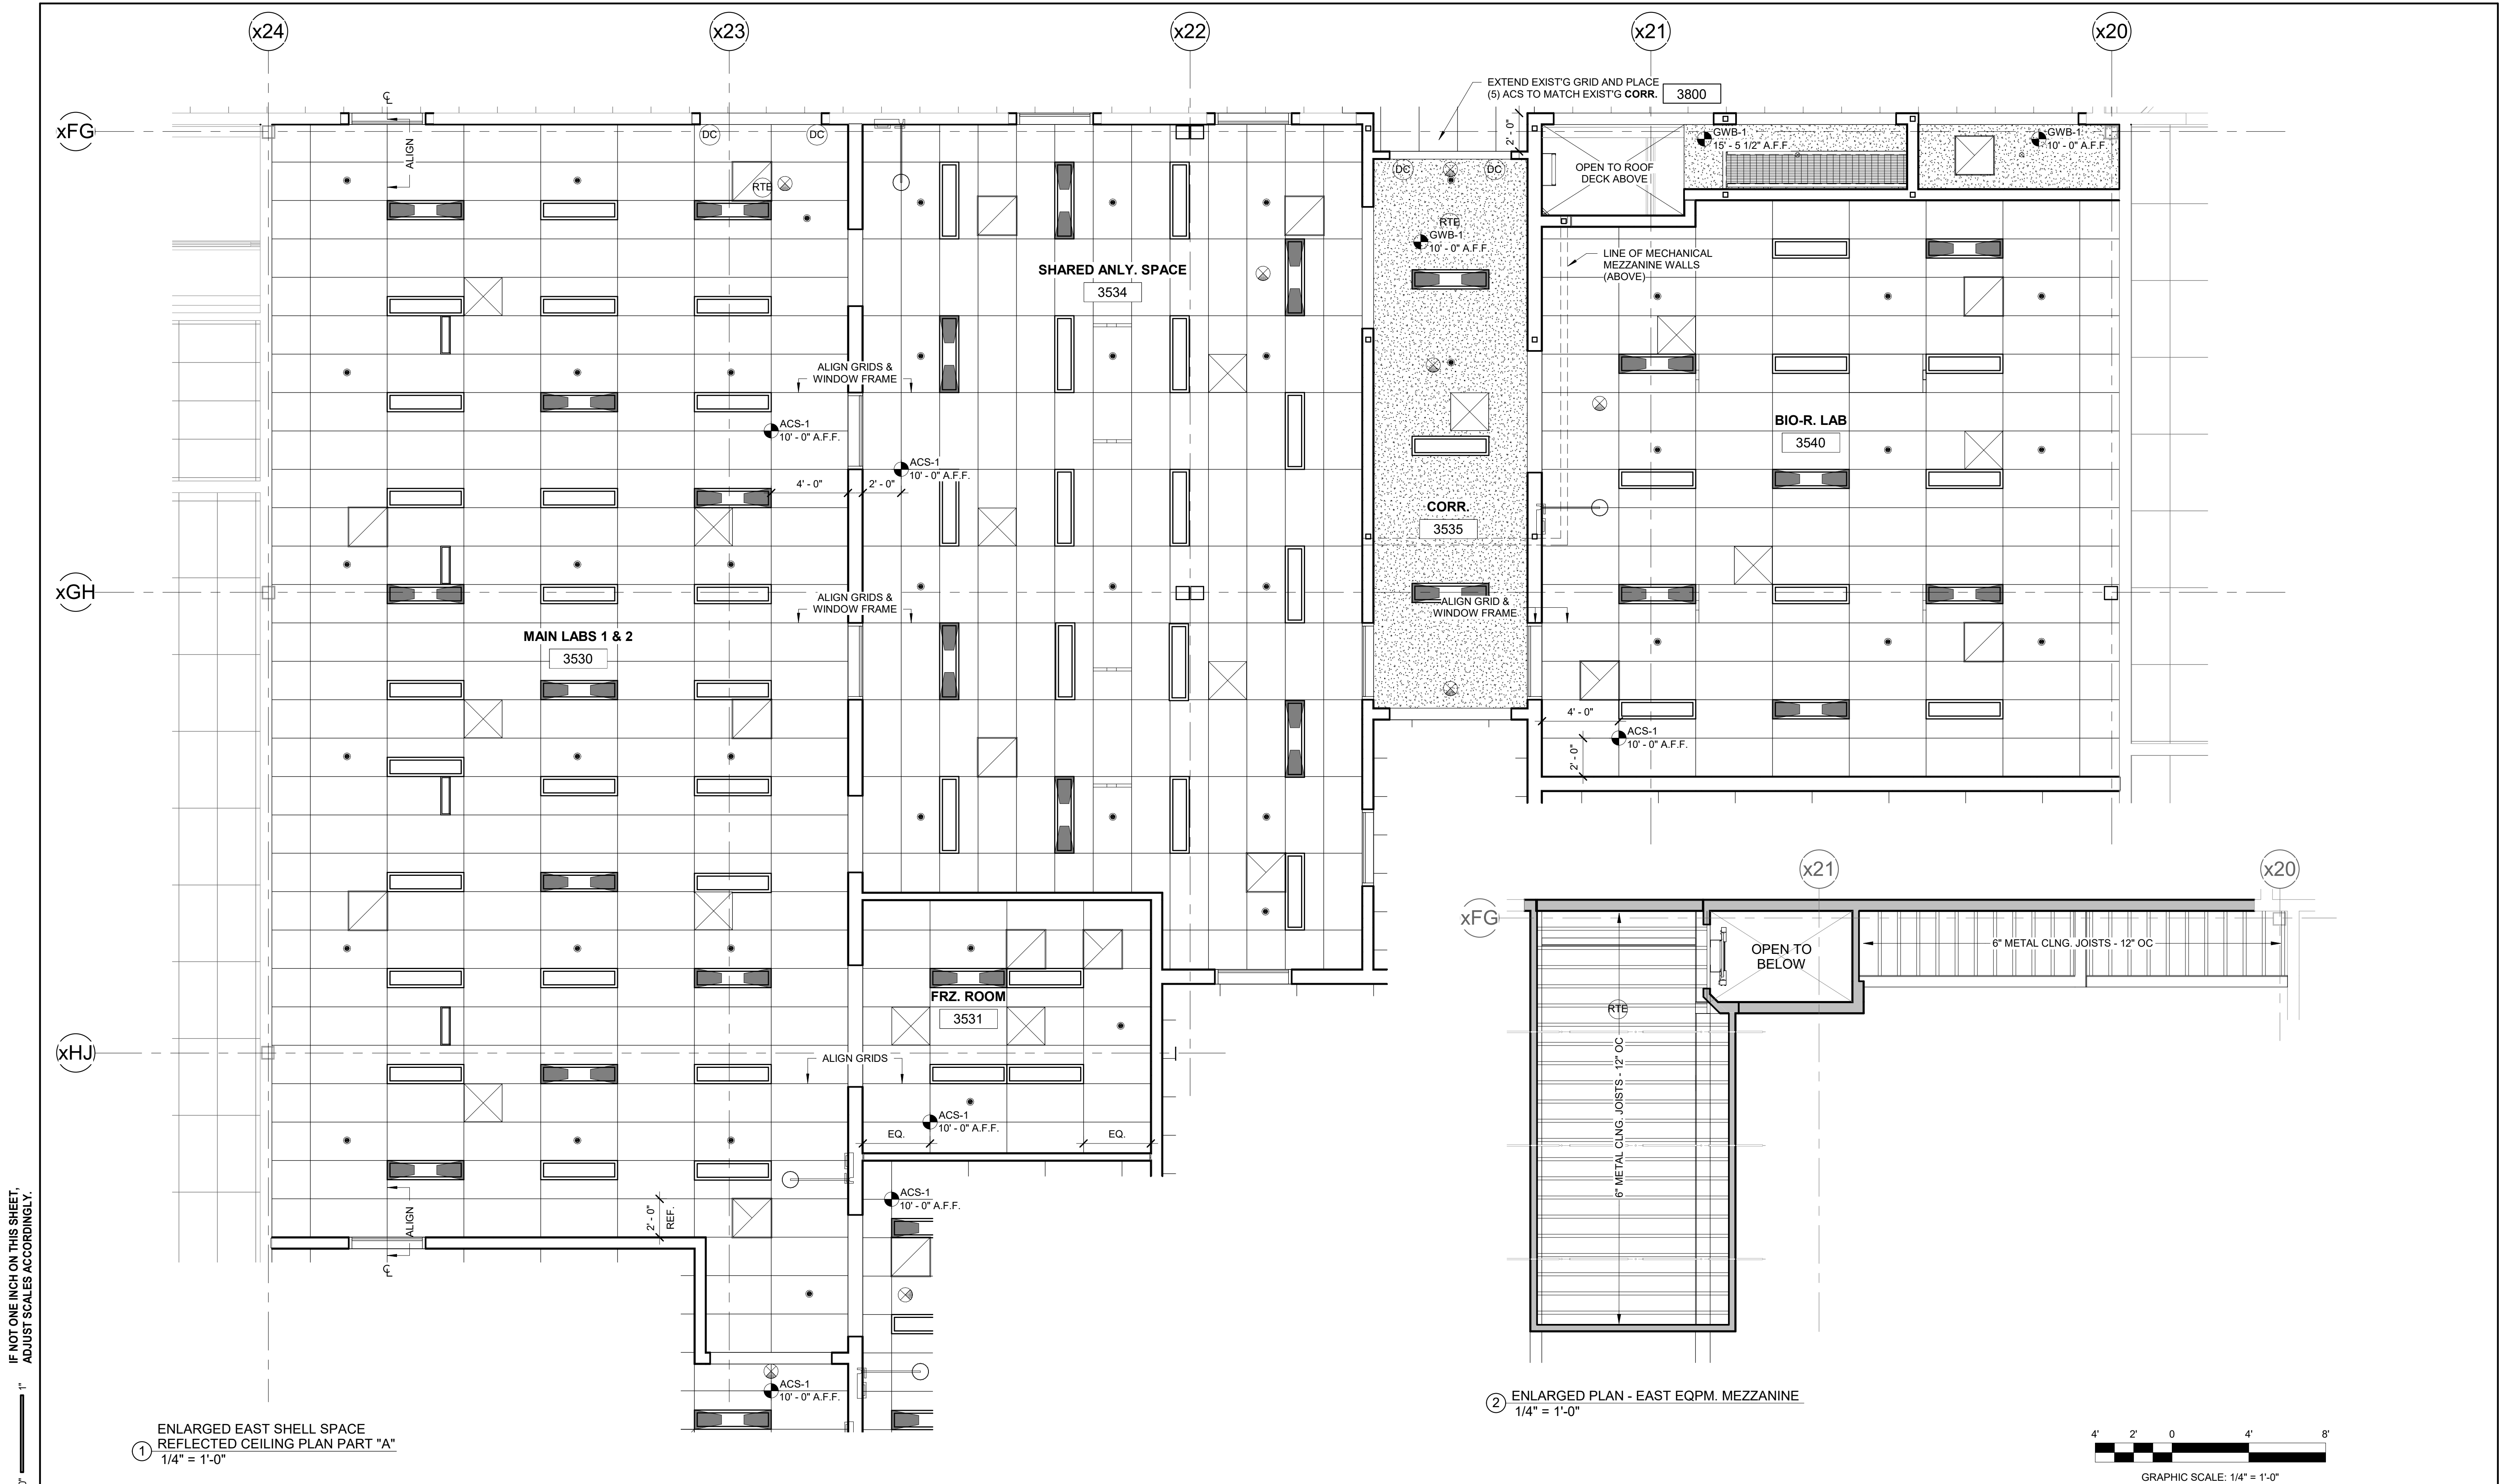 x24
x23
x22
x21
x20
EXTEND EXIST'G GRID AND PLACE
(5) ACS TO MATCH EXIST'G CORR.
3800
xFG
℄
ALIGN
DC
DC
2' - 0"
GWB-1
15' - 5 1/2" A.F.F.
GWB-1
10' - 0" A.F.F.
OPEN TO ROOF
DECK ABOVE
DC
DC
RTE
RTE
GWB-1
10' - 0" A.F.F.
LINE OF MECHANICAL
MEZZANINE WALLS
(ABOVE)
SHARED ANLY. SPACE
3534
ALIGN GRIDS &
WINDOW FRAME
ACS-1
10' - 0" A.F.F.
BIO-R. LAB
3540
ACS-1
10' - 0" A.F.F.
4' - 0"
2' - 0"
CORR.
3535
xGH
ALIGN GRIDS &
WINDOW FRAME
ALIGN GRID &
WINDOW FRAME
MAIN LABS 1 & 2
3530
4' - 0"
ACS-1
10' - 0" A.F.F.
2' - 0"
x21
x20
xFG
OPEN TO
BELOW
6" METAL CLNG. JOISTS - 12" OC
RTE
6" METAL CLNG. JOISTS - 12" OC
FRZ. ROOM
3531
xHJ
ALIGN GRIDS
ACS-1
10' - 0" A.F.F.
EQ.
EQ.
ACS-1
10' - 0" A.F.F.
2' - 0"
REF.
ALIGN
℄
ACS-1
10' - 0" A.F.F.
2
ENLARGED PLAN - EAST EQPM. MEZZANINE
1/4" = 1'-0"
1
ENLARGED EAST SHELL SPACE
REFLECTED CEILING PLAN PART "A"
1/4" = 1'-0"
4'
2'
0
4'
8'
GRAPHIC SCALE: 1/4" = 1'-0"
IF NOT ONE INCH ON THIS SHEET,
ADJUST SCALES ACCORDINGLY.
1"